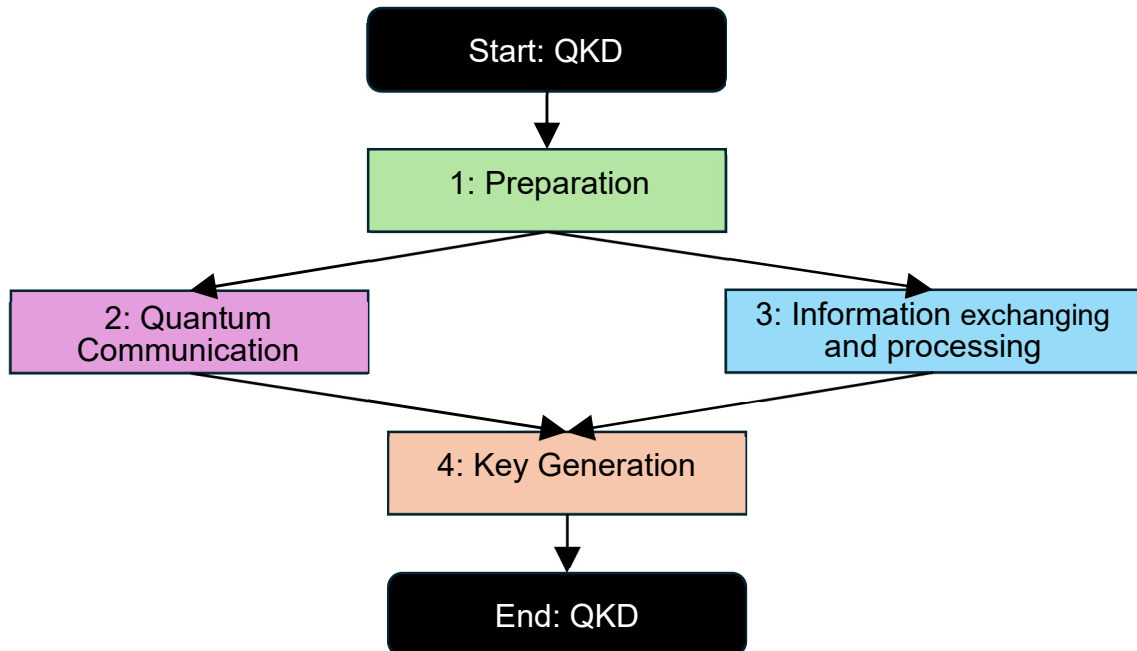 Start: QKD
1: Preparation
2: Quantum
Communication
3: Information exchanging
and processing
4: Key Generation
End: QKD